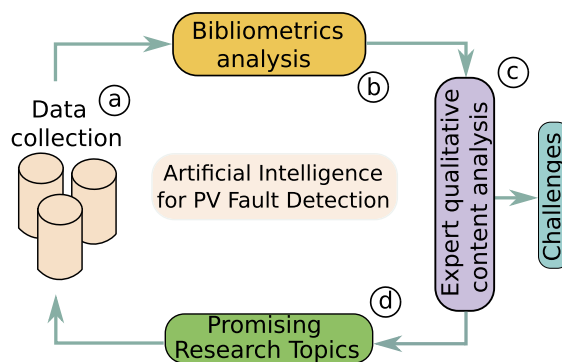 Bibliometrics
analysis
b
c
Data
collection
a
Artificial Intelligence
for PV Fault Detection
Expert qualitative
content analysis
Challenges
d
Promising
Research Topics